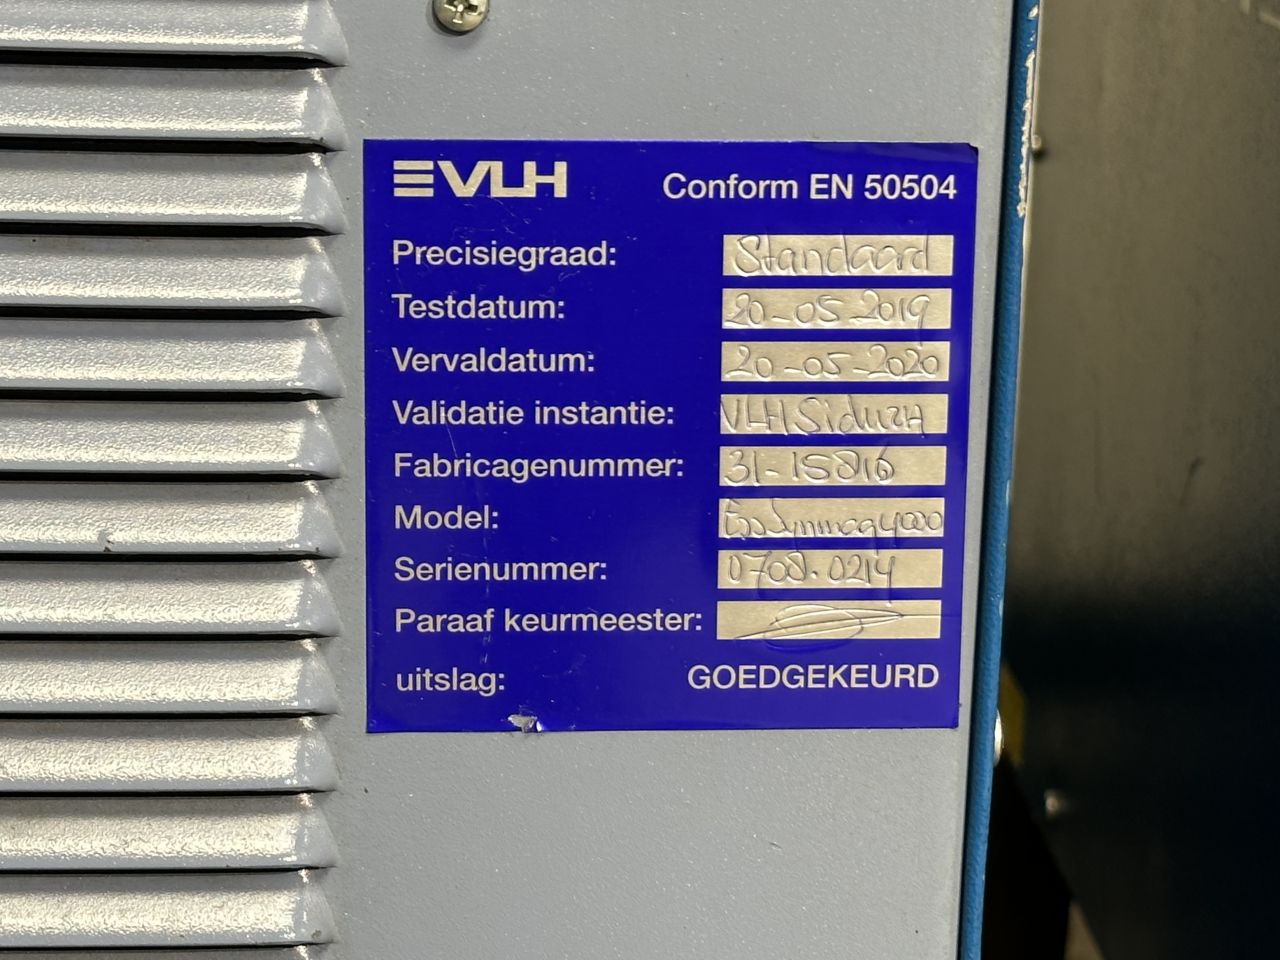 VLH Conform EN 50504
Precisiegraad: Standaard
Testdatum: 20-05-2019
Vervaldatum: 20-05-2020
Validatie instantie: VLH
Fabricagenummer: 31-15816
Model: 4000
Serienummer: 0708.0214
Paraaf keurmeester:
uitslag: GOEDGEKEURD